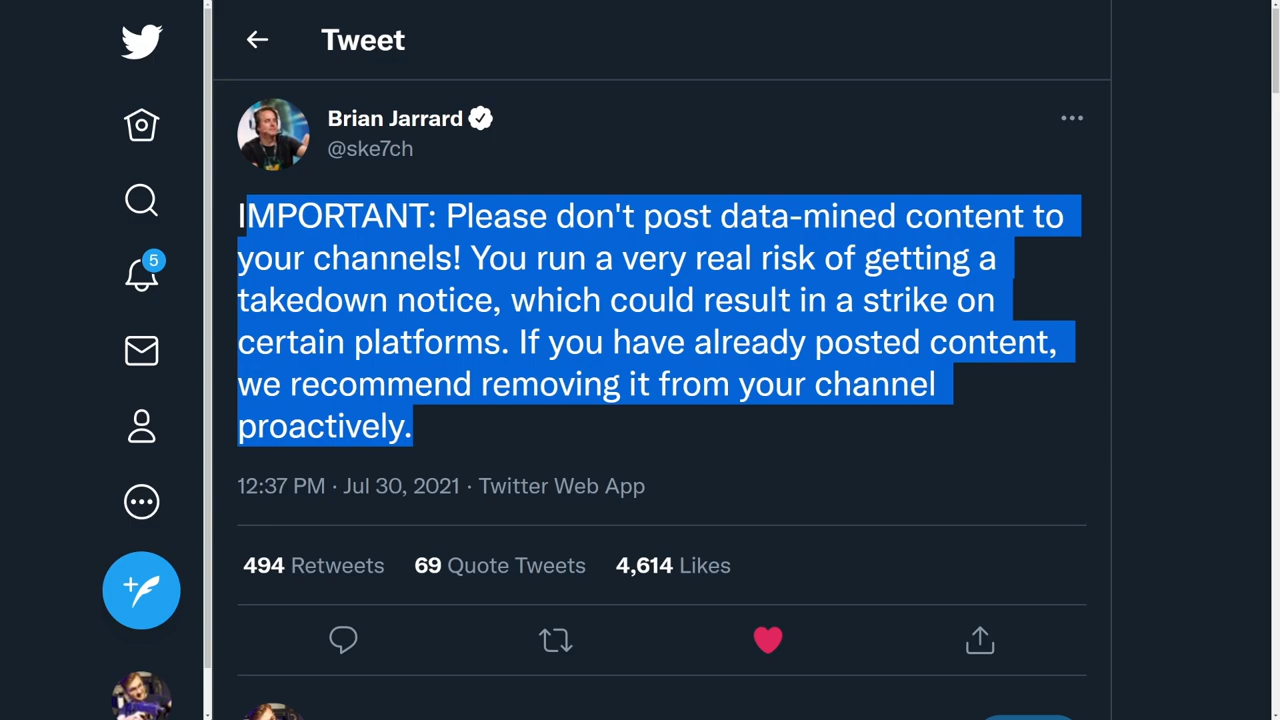 Tweet
Brian Jarrard
@ske7ch
IMPORTANT: Please don't post data-mined content to
your channels! You run a very real risk of getting a
takedown notice, which could result in a strike on
certain platforms. If you have already posted content,
we recommend removing it from your channel
proactively.
12:37 PM · Jul 30, 2021 · Twitter Web App
494 Retweets 69 Quote Tweets 4,614 Likes
5